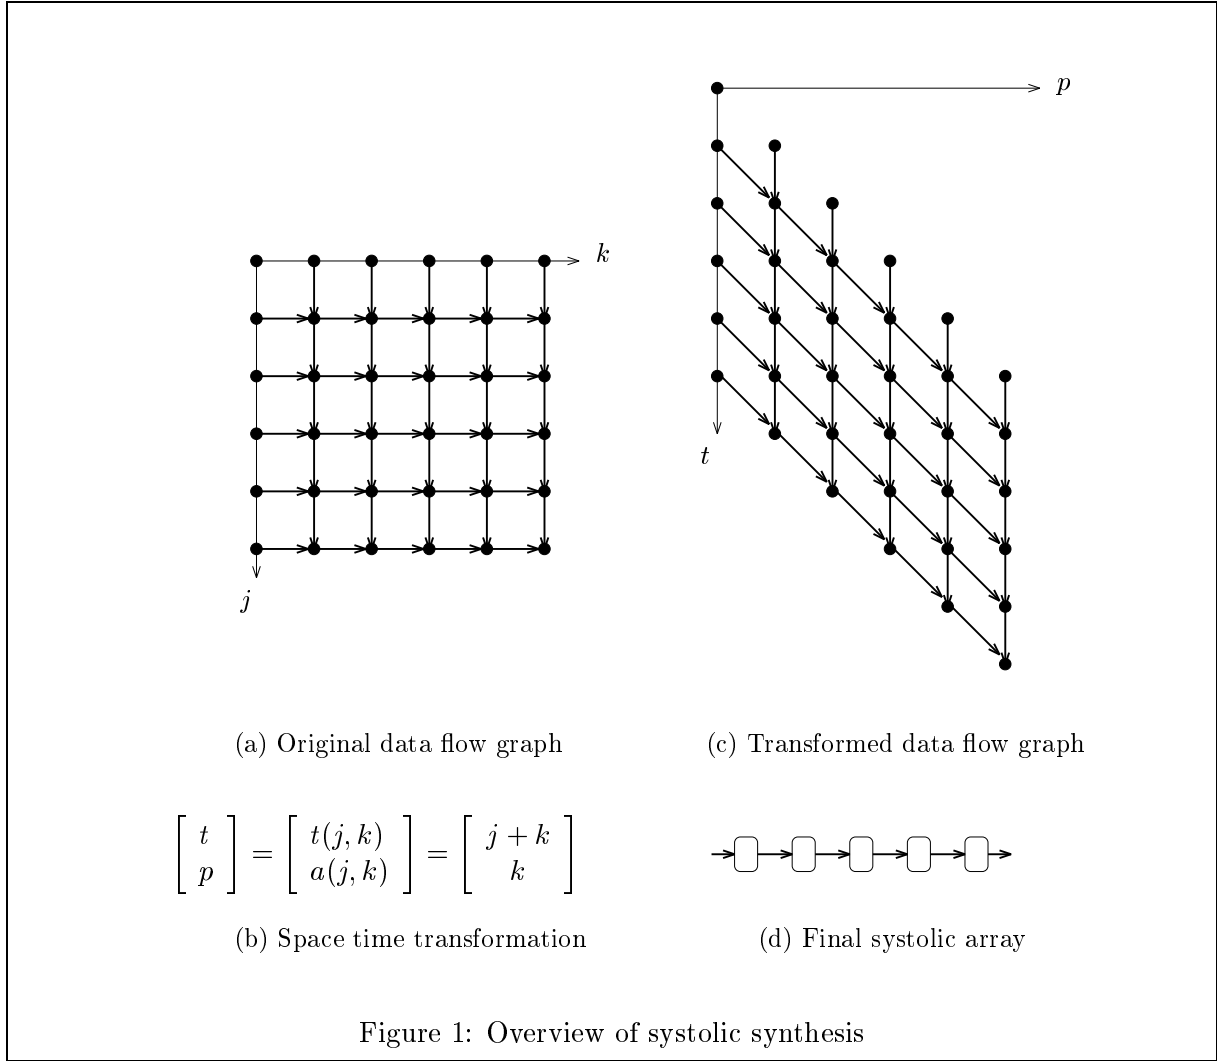 p
k
t
j
(a) Original data flow graph
(c) Transformed data flow graph
[ t ] = [ t(j, k) ] = [ j + k ]
[ p ] = [ a(j, k) ] = [ k ]
(b) Space time transformation
(d) Final systolic array
Figure 1: Overview of systolic synthesis